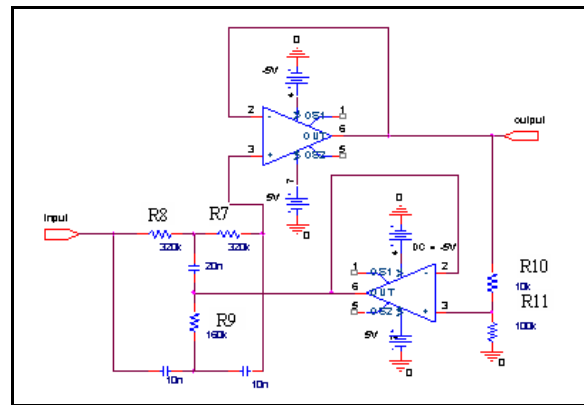 0
-5V
2
-
OS1
1
OUT
6
3
+
OS2
5
7
5V
0
output
input
R8
R7
320k
320k
20n
R9
160k
10n
10n
0
DC = -5V
1
OS1
2
-
6
OUT
5
OS2
+
3
5V
0
R10
10k
R11
100k
0